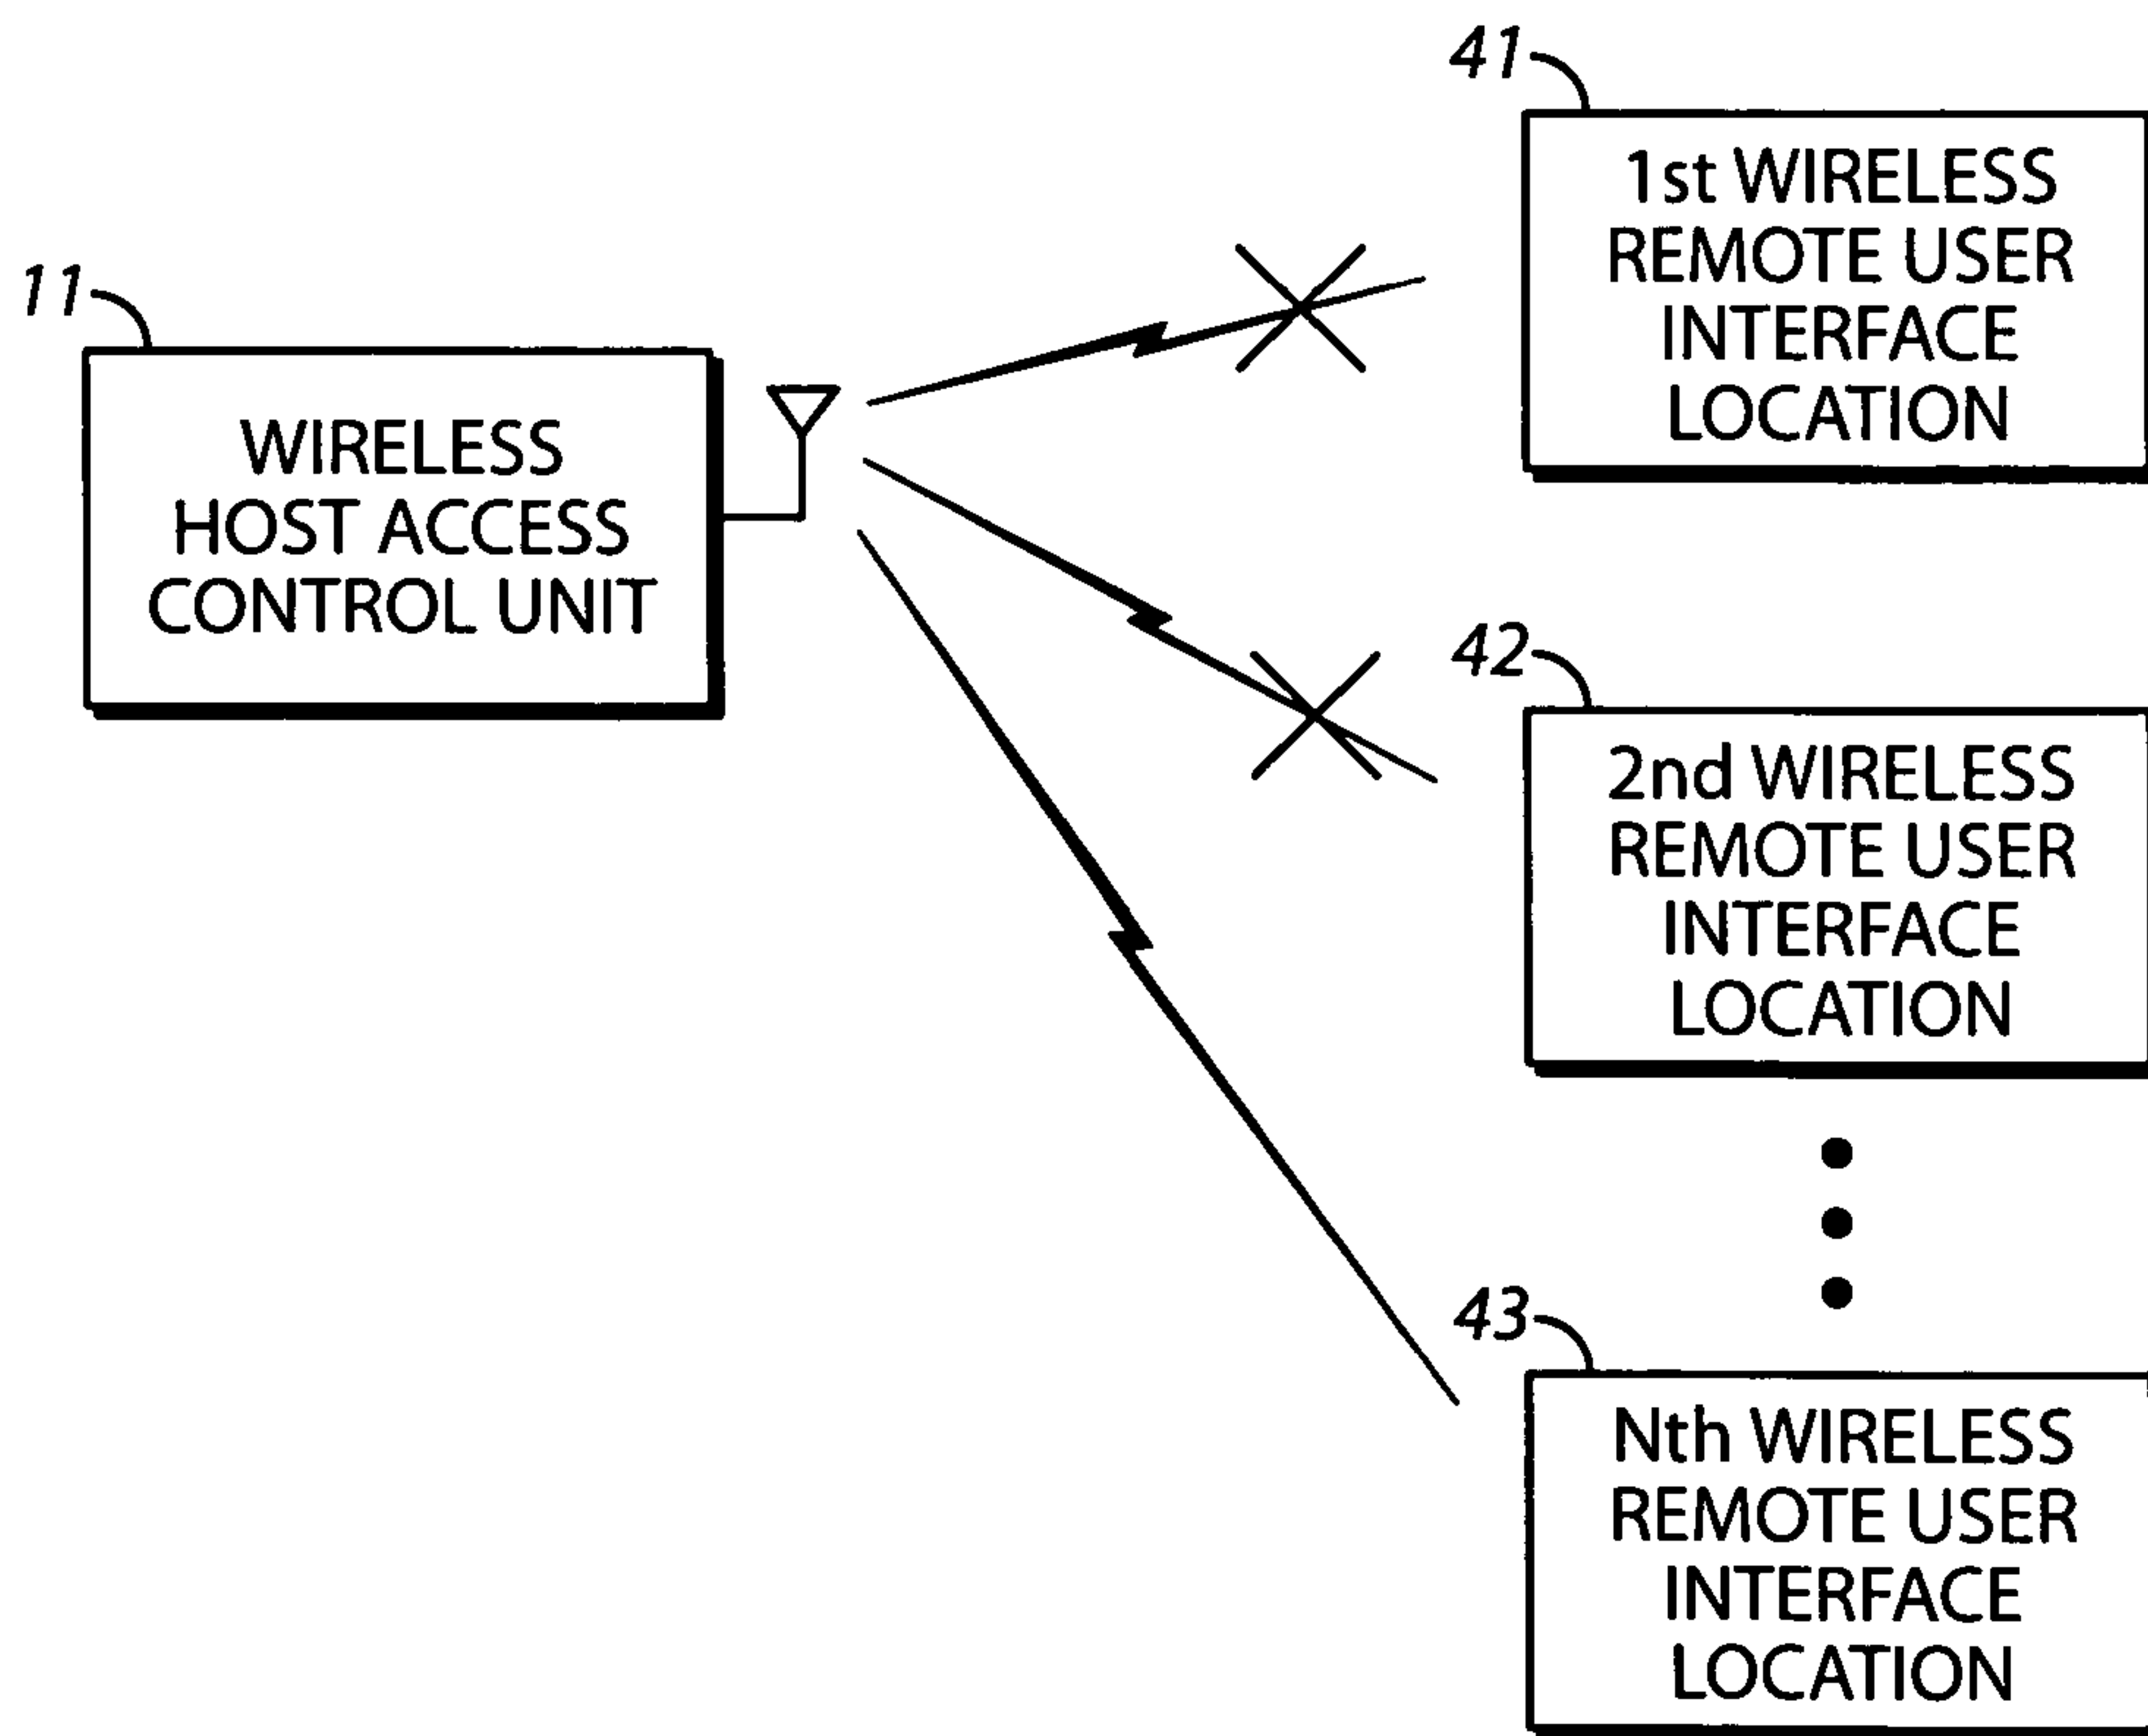 11
WIRELESS
HOST ACCESS
CONTROL UNIT
41
1st WIRELESS
REMOTE USER
INTERFACE
LOCATION
42
2nd WIRELESS
REMOTE USER
INTERFACE
LOCATION
43
Nth WIRELESS
REMOTE USER
INTERFACE
LOCATION